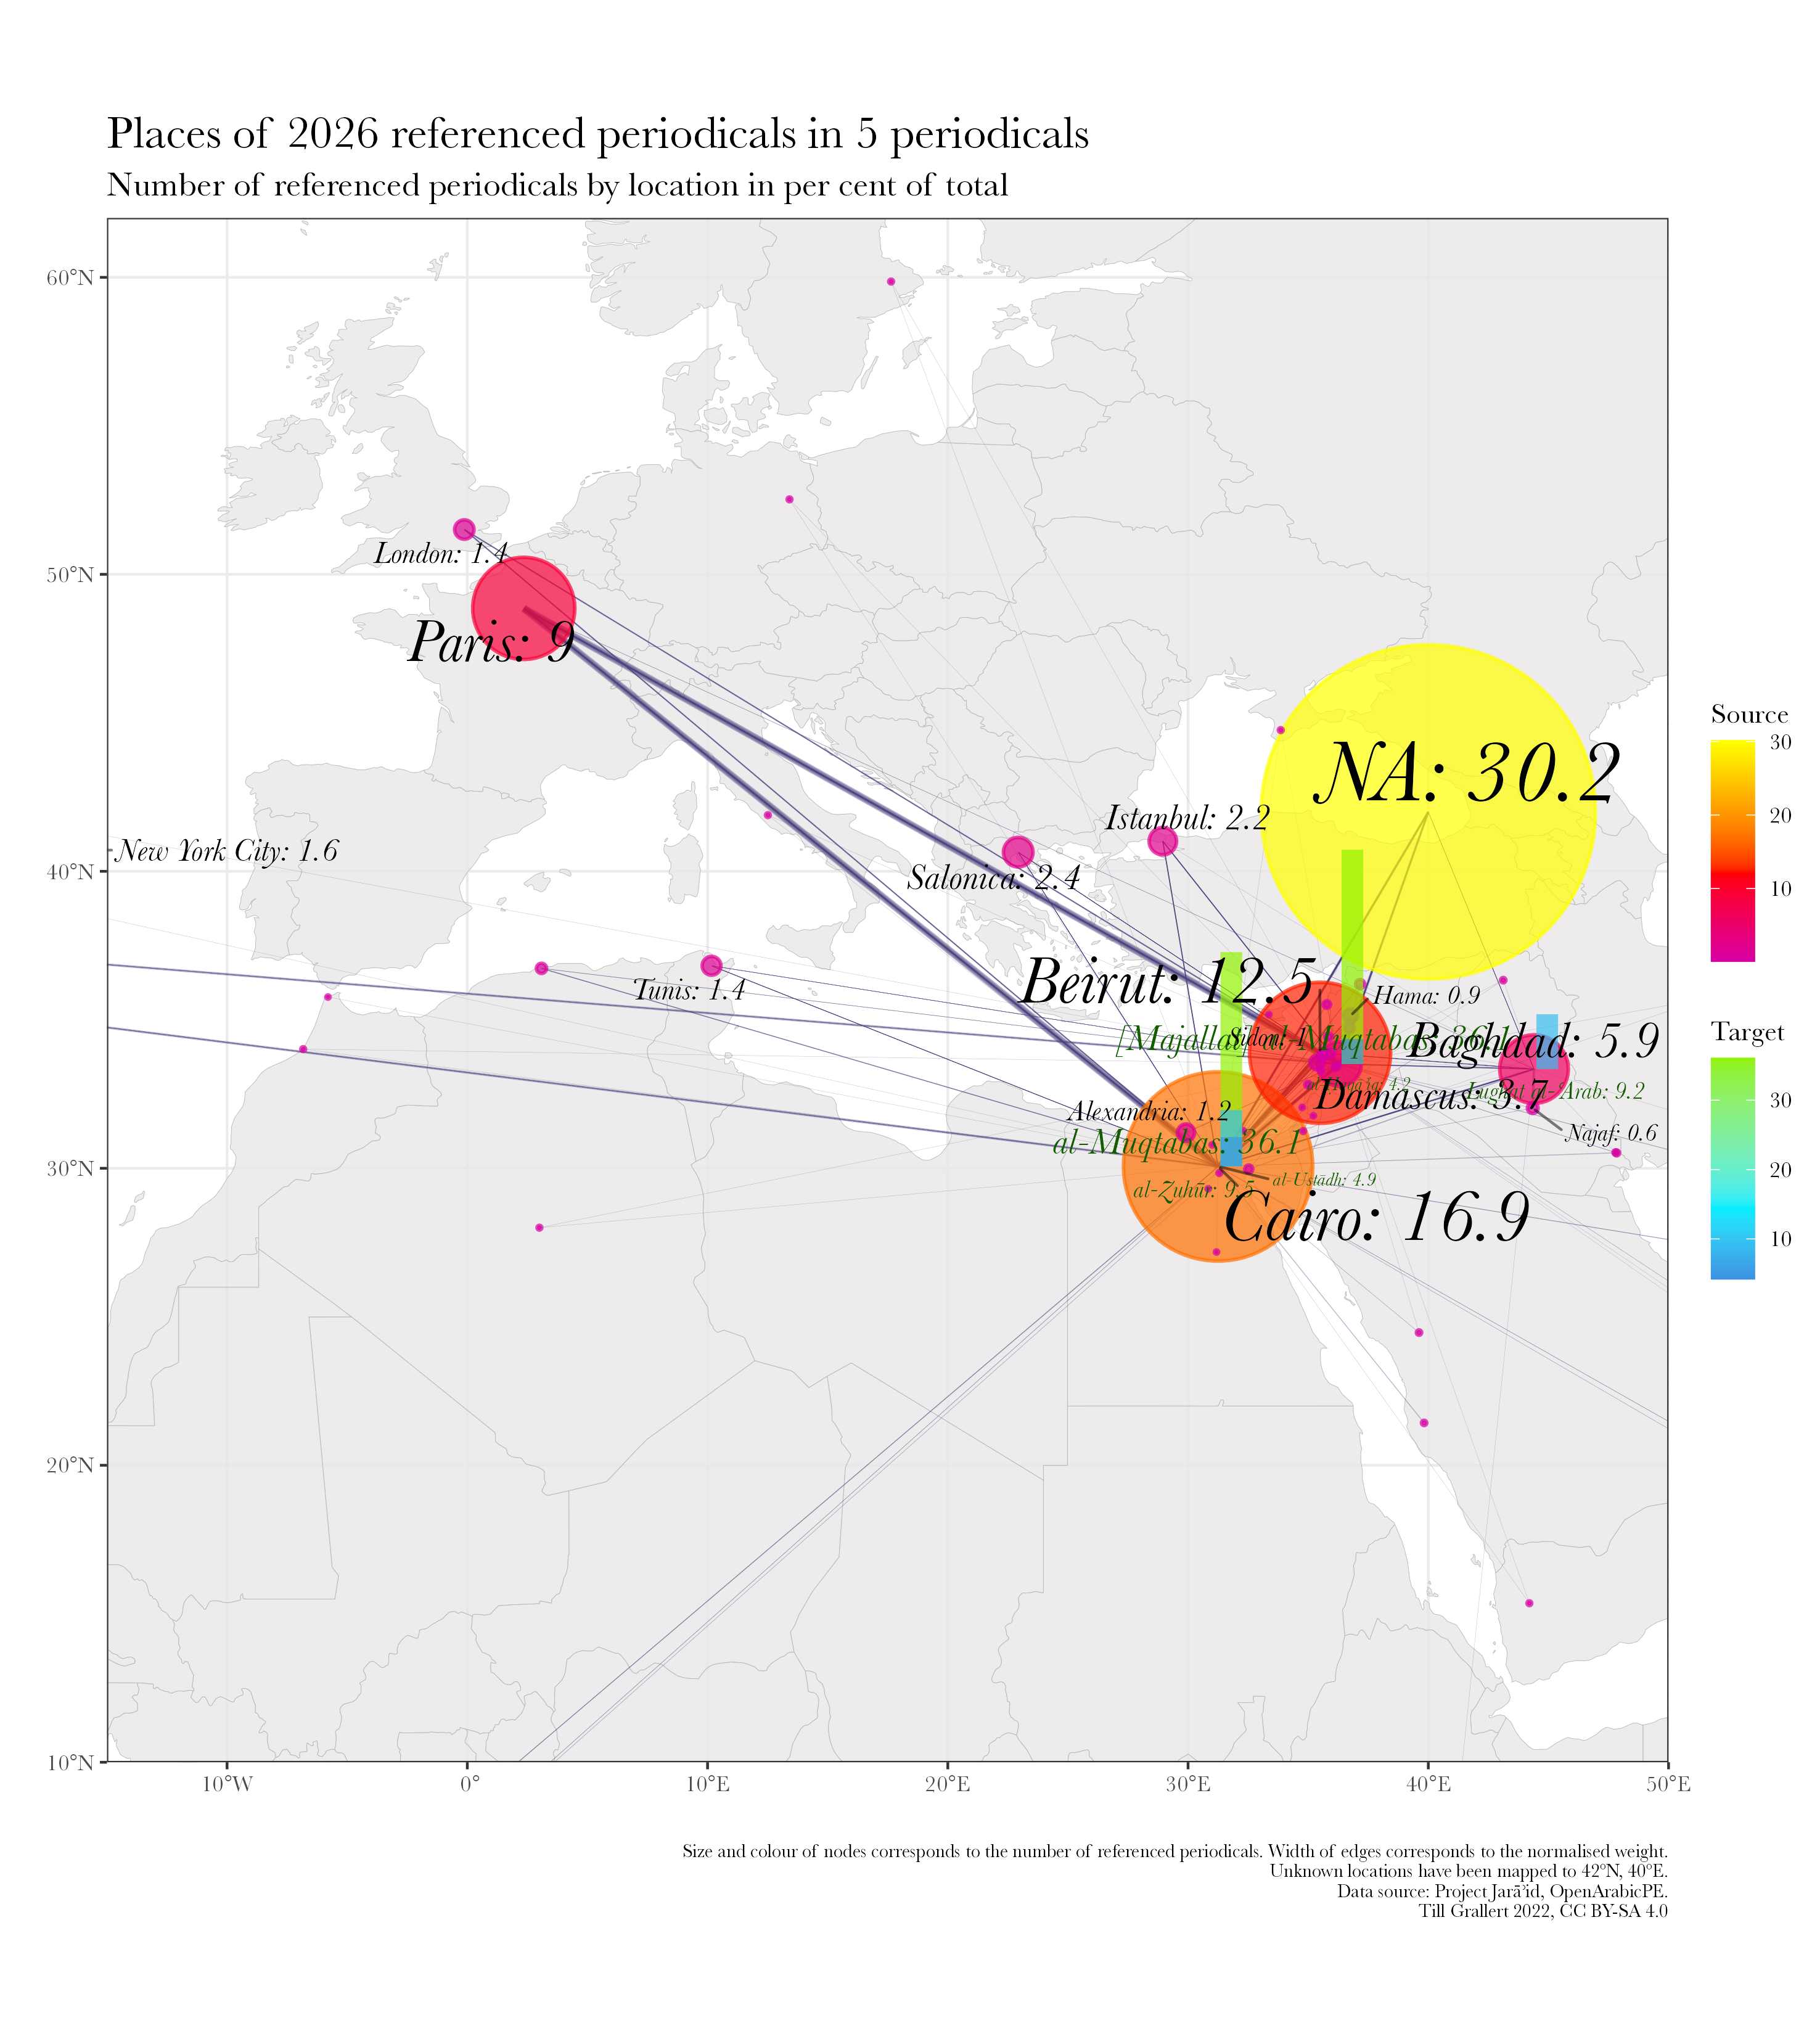 Places of 2026 referenced periodicals in 5 periodicals
Number of referenced periodicals by location in per cent of total
60°N
50°N
40°N
30°N
20°N
10°N
London: 1.4
Paris: 9
NA: 30.2
Istanbul: 2.2
New York City: 1.6
Salonica: 2.4
Beirut: 12.5
Tunis: 1.4
Hama: 0.9
[Majallat] al-Muqtabas: 36.1
Baghdad: 5.9
Lughat al-ʿArab: 9.2
Damascus: 3.7
Alexandria: 1.2
Najaf: 0.6
al-Muqtabas: 36.1
al-Zuhūr: 9.5
al-Ustādh: 4.9
Cairo: 16.9
10°W
0°
10°E
20°E
30°E
40°E
50°E
Source
30
20
10
Target
30
20
10
Size and colour of nodes corresponds to the number of referenced periodicals. Width of edges corresponds to the normalised weight.
Unknown locations have been mapped to 42°N, 40°E.
Data source: Project Jarāʾid, OpenArabicPE.
Till Grallert 2022, CC BY-SA 4.0